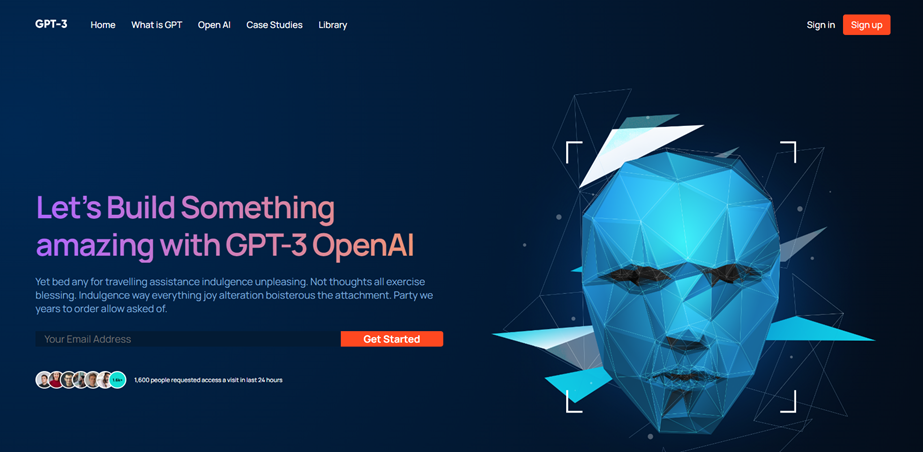 GPT-3 Home What is GPT Open AI Case Studies Library Sign in Sign up
Let's Build Something
amazing with GPT-3 OpenAI
Yet bed any for travelling assistance indulgence unpleasing. Not thoughts all exercise
blessing. Indulgence way everything joy alteration boisterous the attachment. Party we
years to order allow asked of.
Your Email Address Get Started
1,600 people requested access a visit in last 24 hours